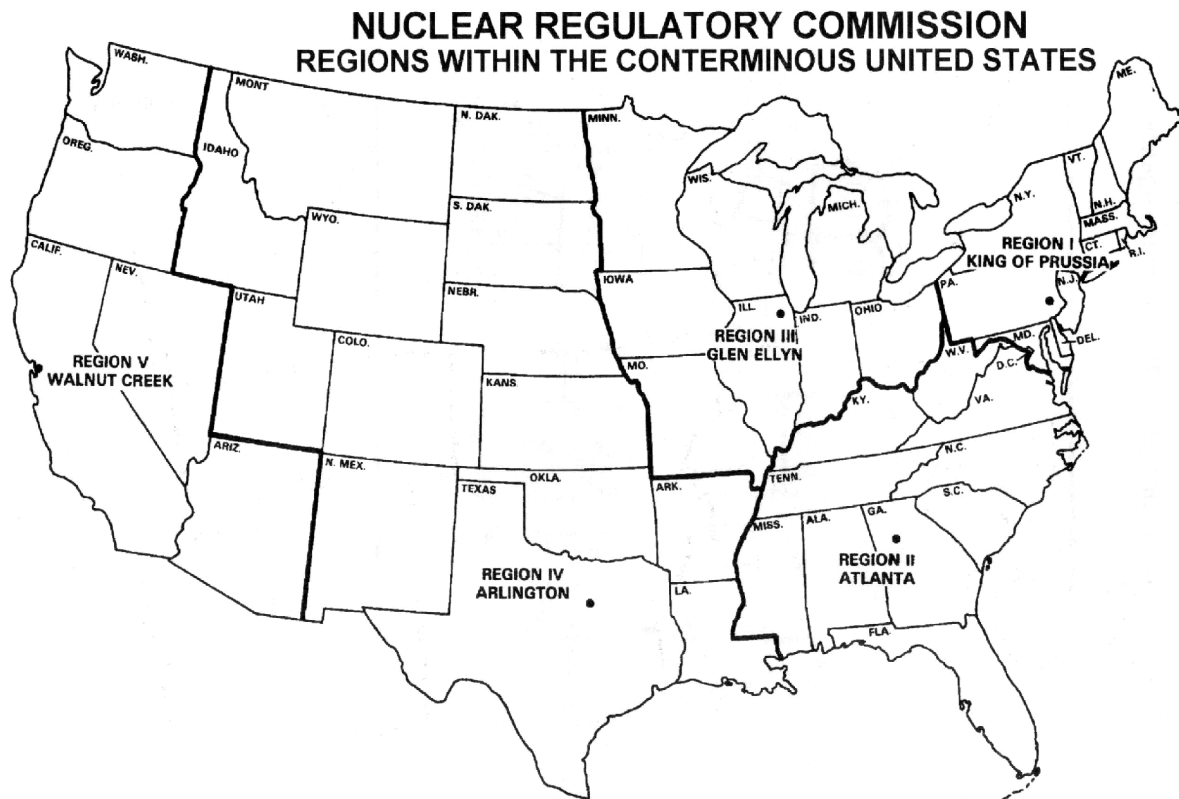 NUCLEAR REGULATORY COMMISSION
REGIONS WITHIN THE CONTERMINOUS UNITED STATES
WASH.
MONT
N. DAK.
MINN.
ME.
OREG.
IDAHO
WIS.
MICH.
VT.
N.Y.
N.H.
MASS.
S. DAK.
WYO.
CALIF.
NEV.
REGION I
KING OF PRUSSIA
CT.
R.I.
IOWA
PA.
N.J.
UTAH
NEBR.
ILL.
IND.
OHIO
REGION III
GLEN ELLYN
COLO.
MD.
DEL.
W.V.
D.C.
REGION V
WALNUT CREEK
KANS
MO.
KY.
VA.
ARIZ.
N. MEX.
OKLA.
TEXAS
ARK.
TENN.
N.C.
S.C.
MISS.
ALA.
GA.
REGION II
ATLANTA
REGION IV
ARLINGTON
LA.
FLA.